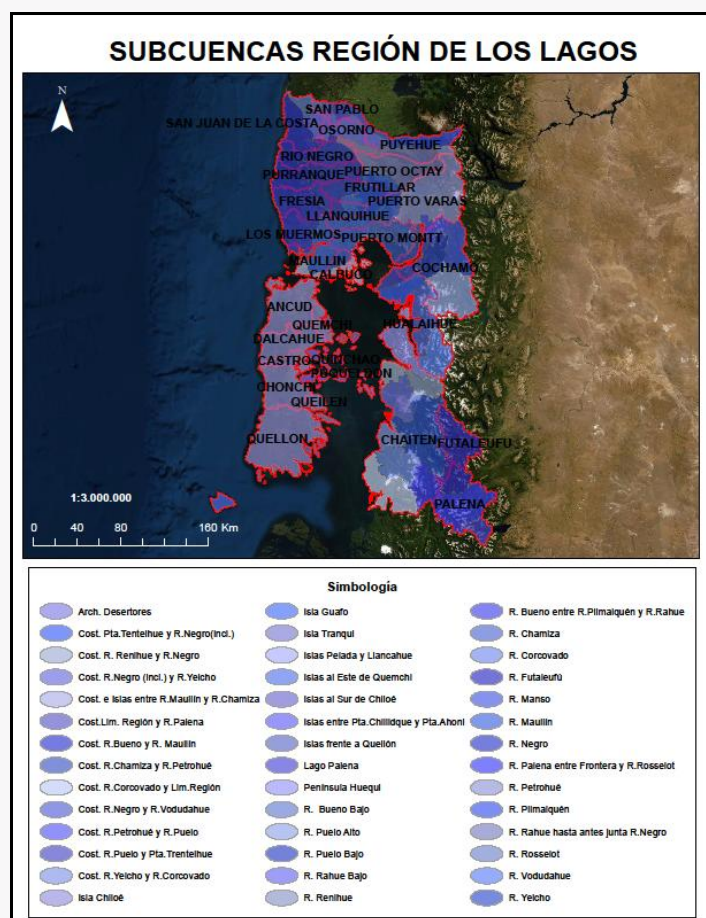 SUBCUENCAS REGIÓN DE LOS LAGOS
N
SAN PABLO
SAN JUAN DE LA COSTA
OSORNO
PUYEHUE
RIO NEGRO
PURRANQUE
PUERTO OCTAY
FRUTILLAR
FRESIA
PUERTO VARAS
LLANQUIHUE
LOS MUERMOS
PUERTO MONTT
MAULLIN
COCHAMO
CALBUCO
ANCUD
QUEMCHI
HUALAIHUE
DALCAHUE
CASTRO
QUINCHAO
PUQUELDON
CHONCHI
QUEILEN
QUELLON
CHAITEN
FUTALEUFU
PALENA
1:3.000.000
0 40 80 160 Km
Simbología
Arch. Desertores
Cost. Pta.Tentelhue y R.Negro(Incl.)
Cost. R. Renihue y R.Negro
Cost. R.Negro (Incl.) y R.Yelcho
Cost. e Islas entre R.Maullin y R.Chamiza
Cost.Lim. Región y R.Palena
Cost. R.Bueno y R. Maullin
Cost. R.Chamiza y R.Petrohué
Cost. R.Corcovado y Lim.Región
Cost. R.Negro y R.Vodudahue
Cost. R.Petrohué y R.Puelo
Cost. R.Puelo y Pta.Trentelhue
Cost. R.Yelcho y R.Corcovado
Isla Chiloé
Isla Guafo
Isla Tranqui
Islas Pelada y Llancahue
Islas al Este de Quemchi
Islas al Sur de Chiloé
Islas entre Pta.Chillidque y Pta.Ahoni
Islas frente a Quellón
Lago Palena
Península Huequi
R. Bueno Bajo
R. Puelo Alto
R. Puelo Bajo
R. Rahue Bajo
R. Renihue
R. Bueno entre R.Pilmaiquén y R.Rahue
R. Chamiza
R. Corcovado
R. Futaleufú
R. Manso
R. Maullin
R. Negro
R. Palena entre Frontera y R.Rosselot
R. Petrohué
R. Pilmaiquén
R. Rahue hasta antes junta R.Negro
R. Rosselot
R. Vodudahue
R. Yelcho